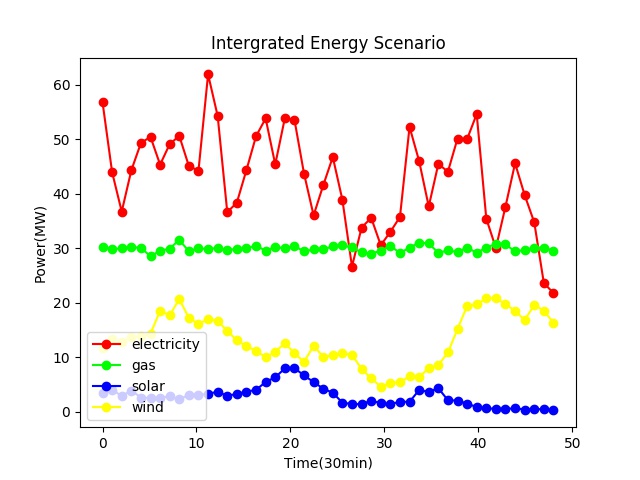 Intergrated Energy Scenario
Power(MW)
60
50
40
30
20
10
0
electricity
gas
solar
wind
0 10 20 30 40 50
Time(30min)